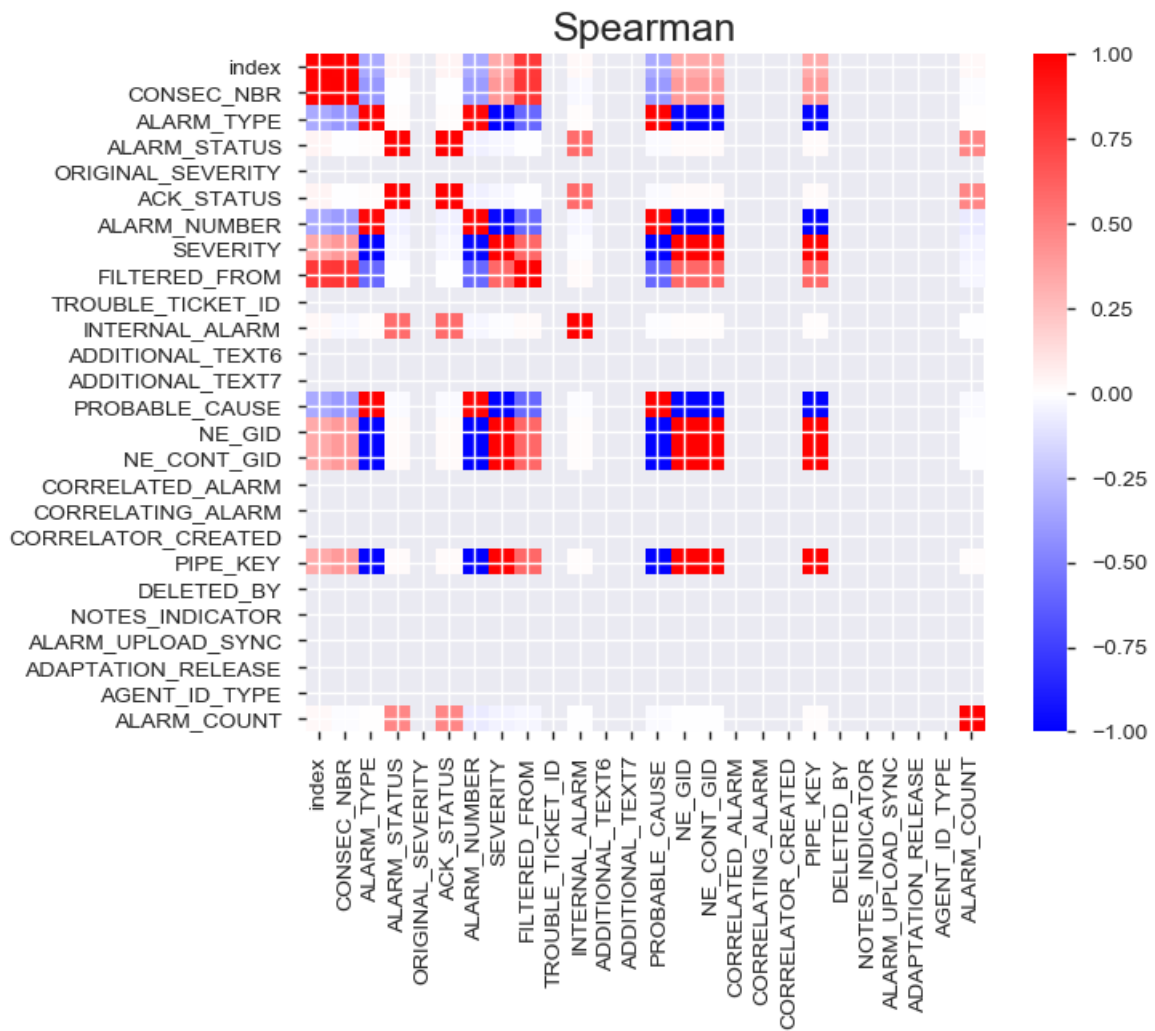 Spearman
index
CONSEC_NBR
ALARM_TYPE
ALARM_STATUS
ORIGINAL_SEVERITY
ACK_STATUS
ALARM_NUMBER
SEVERITY
FILTERED_FROM
TROUBLE_TICKET_ID
INTERNAL_ALARM
ADDITIONAL_TEXT6
ADDITIONAL_TEXT7
PROBABLE_CAUSE
NE_GID
NE_CONT_GID
CORRELATED_ALARM
CORRELATING_ALARM
CORRELATOR_CREATED
PIPE_KEY
DELETED_BY
NOTES_INDICATOR
ALARM_UPLOAD_SYNC
ADAPTATION_RELEASE
AGENT_ID_TYPE
ALARM_COUNT
index
CONSEC_NBR
ALARM_TYPE
ALARM_STATUS
ORIGINAL_SEVERITY
ACK_STATUS
ALARM_NUMBER
SEVERITY
FILTERED_FROM
TROUBLE_TICKET_ID
INTERNAL_ALARM
ADDITIONAL_TEXT6
ADDITIONAL_TEXT7
PROBABLE_CAUSE
NE_GID
NE_CONT_GID
CORRELATED_ALARM
CORRELATING_ALARM
CORRELATOR_CREATED
PIPE_KEY
DELETED_BY
NOTES_INDICATOR
ALARM_UPLOAD_SYNC
ADAPTATION_RELEASE
AGENT_ID_TYPE
ALARM_COUNT
1.00
0.75
0.50
0.25
0.00
−0.25
−0.50
−0.75
−1.00